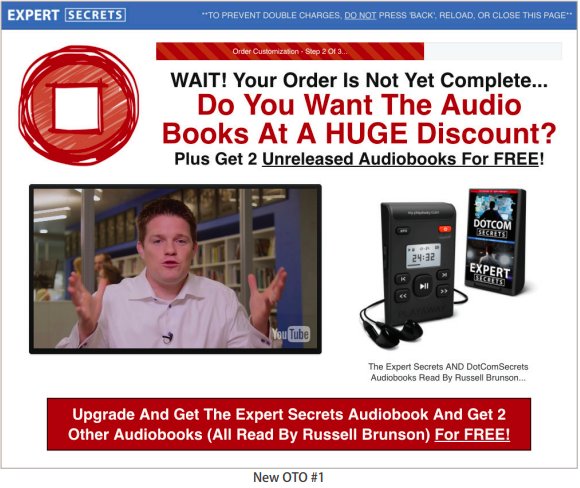 EXPERT SECRETS
**TO PREVENT DOUBLE CHARGES, DO NOT PRESS 'BACK', RELOAD, OR CLOSE THIS PAGE**
Order Customization - Step 2 Of 3...
WAIT! Your Order Is Not Yet Complete...
Do You Want The Audio
Books At A HUGE Discount?
Plus Get 2 Unreleased Audiobooks For FREE!
YouTube
24:32
DOTCOM
SECRETS
EXPERT
SECRETS
The Expert Secrets AND DotComSecrets
Audiobooks Read By Russell Brunson...
Upgrade And Get The Expert Secrets Audiobook And Get 2
Other Audiobooks (All Read By Russell Brunson) For FREE!
New OTO #1